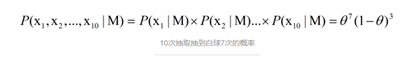 P(x₁,x₂,...,x₁₀ | M) = P(x₁ | M)×P(x₂ | M)...×P(x₁₀ | M) = θ⁷(1−θ)³
10次抽取抽到白球7次的概率